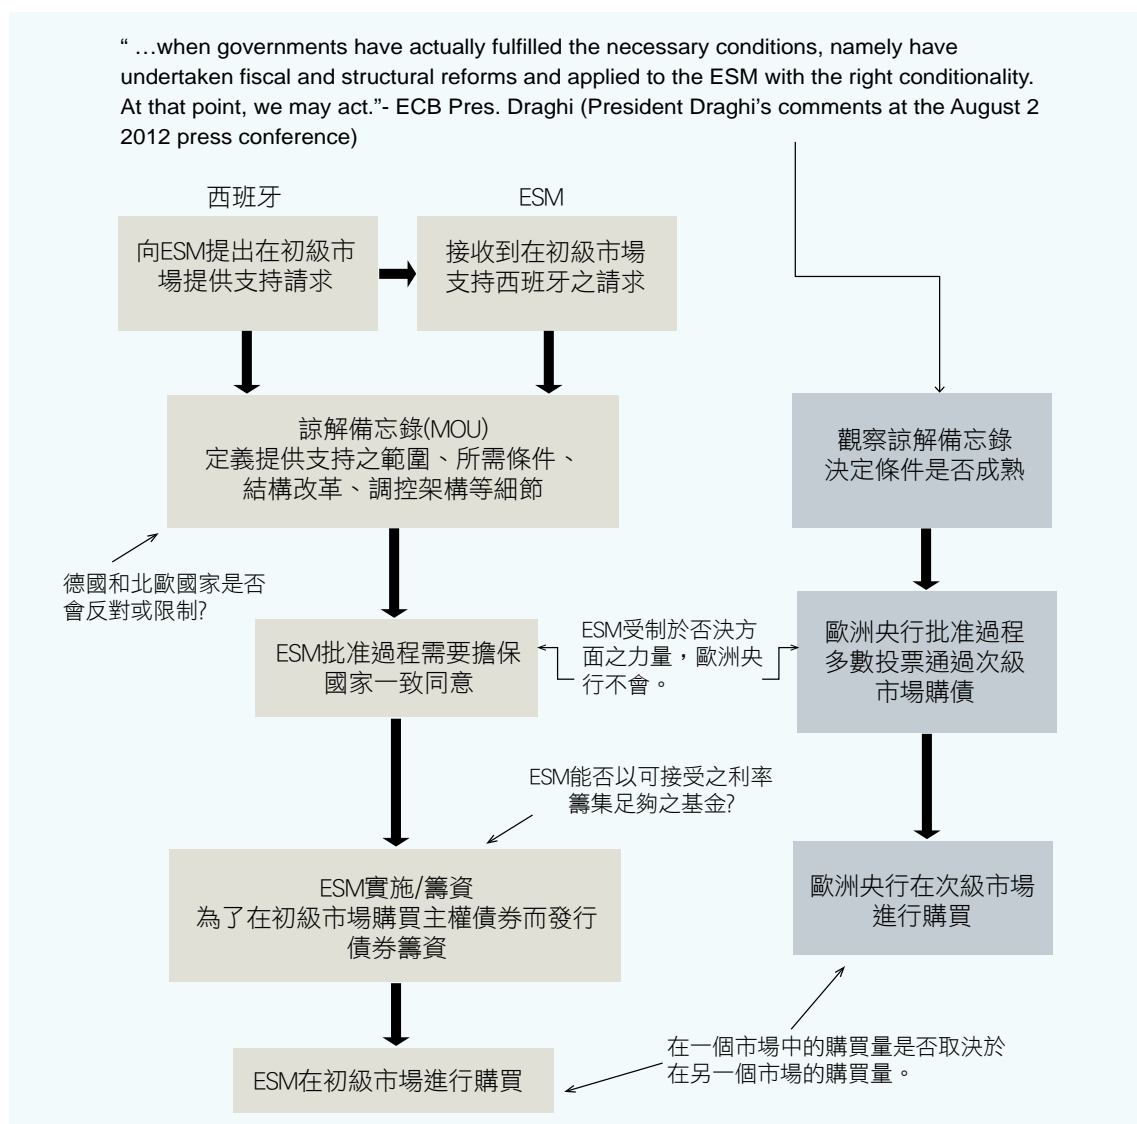 “ …when governments have actually fulfilled the necessary conditions, namely have
undertaken fiscal and structural reforms and applied to the ESM with the right conditionality.
At that point, we may act.”- ECB Pres. Draghi (President Draghi’s comments at the August 2
2012 press conference)
西班牙
ESM
向ESM提出在初級市
場提供支持請求
接收到在初級市場
支持西班牙之請求
諒解備忘錄(MOU)
定義提供支持之範圍、所需條件、
結構改革、調控架構等細節
觀察諒解備忘錄
決定條件是否成熟
德國和北歐國家是否
會反對或限制?
ESM批准過程需要擔保
國家一致同意
ESM受制於否決方
面之力量，歐洲央
行不會。
歐洲央行批准過程
多數投票通過次級
市場購債
ESM能否以可接受之利率
籌集足夠之基金?
ESM實施/籌資
為了在初級市場購買主權債券而發行
債券籌資
歐洲央行在次級市場
進行購買
在一個市場中的購買量是否取決於
在另一個市場的購買量。
ESM在初級市場進行購買